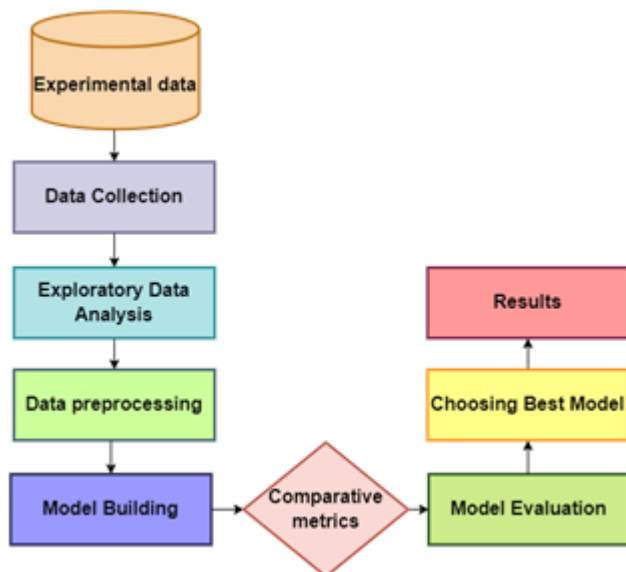 Experimental data
Data Collection
Exploratory Data
Analysis
Data preprocessing
Model Building
Comparative
metrics
Model Evaluation
Choosing Best Model
Results